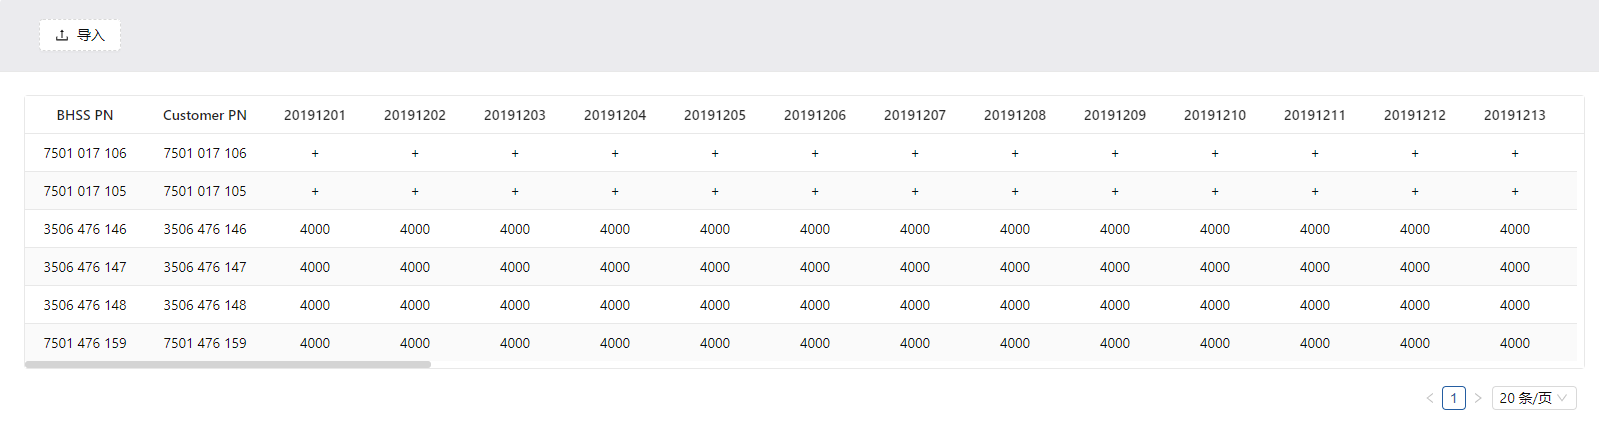 导入
BHSS PN Customer PN 20191201 20191202 20191203 20191204 20191205 20191206 20191207 20191208 20191209 20191210 20191211 20191212 20191213
7501 017 106 7501 017 106 + + + + + + + + + + + + +
7501 017 105 7501 017 105 + + + + + + + + + + + + +
3506 476 146 3506 476 146 4000 4000 4000 4000 4000 4000 4000 4000 4000 4000 4000 4000 4000
3506 476 147 3506 476 147 4000 4000 4000 4000 4000 4000 4000 4000 4000 4000 4000 4000 4000
3506 476 148 3506 476 148 4000 4000 4000 4000 4000 4000 4000 4000 4000 4000 4000 4000 4000
7501 476 159 7501 476 159 4000 4000 4000 4000 4000 4000 4000 4000 4000 4000 4000 4000 4000
< 1 > 20 条/页